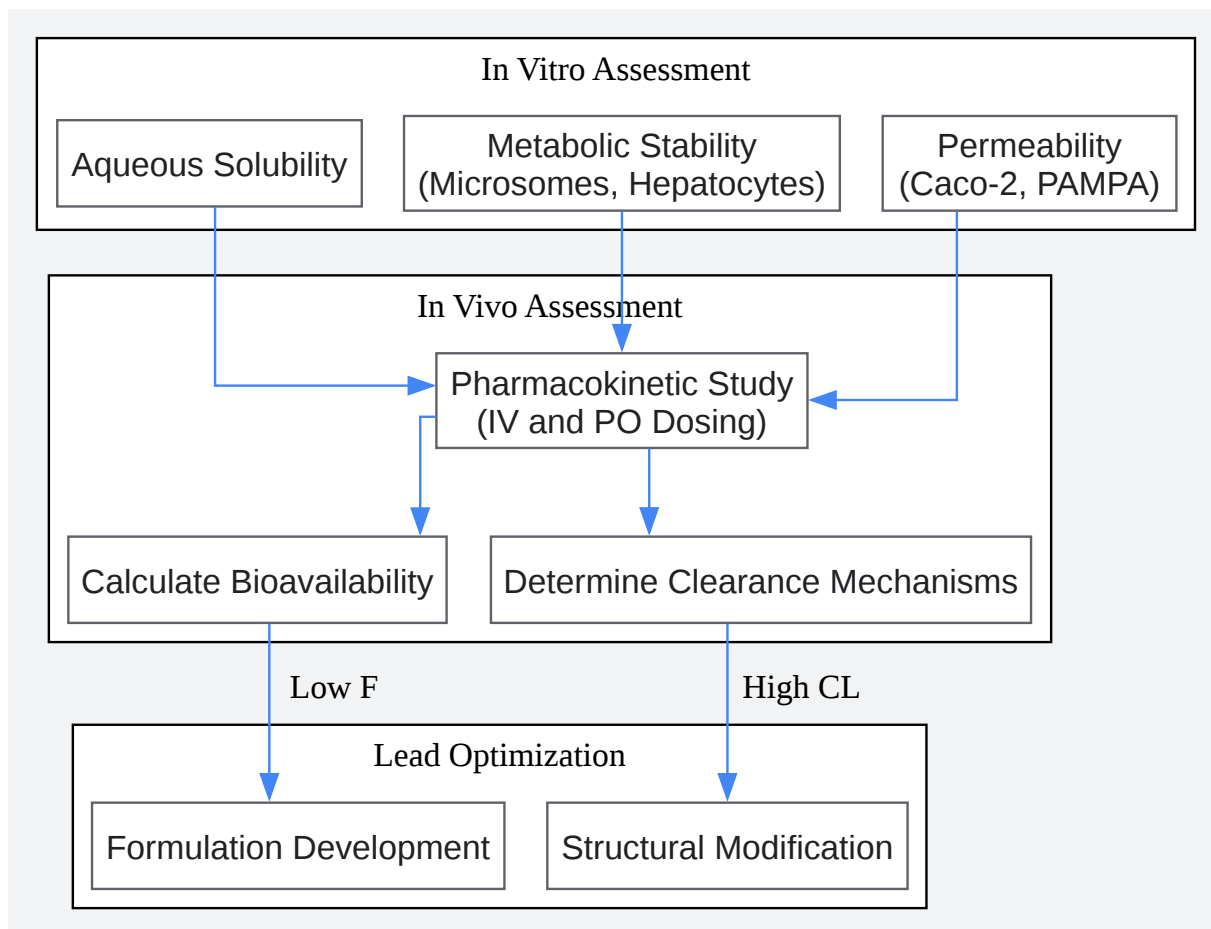 In Vitro Assessment
Aqueous Solubility
Metabolic Stability
(Microsomes, Hepatocytes)
Permeability
(Caco-2, PAMPA)
In Vivo Assessment
Pharmacokinetic Study
(IV and PO Dosing)
Calculate Bioavailability
Determine Clearance Mechanisms
Low F
High CL
Lead Optimization
Formulation Development
Structural Modification